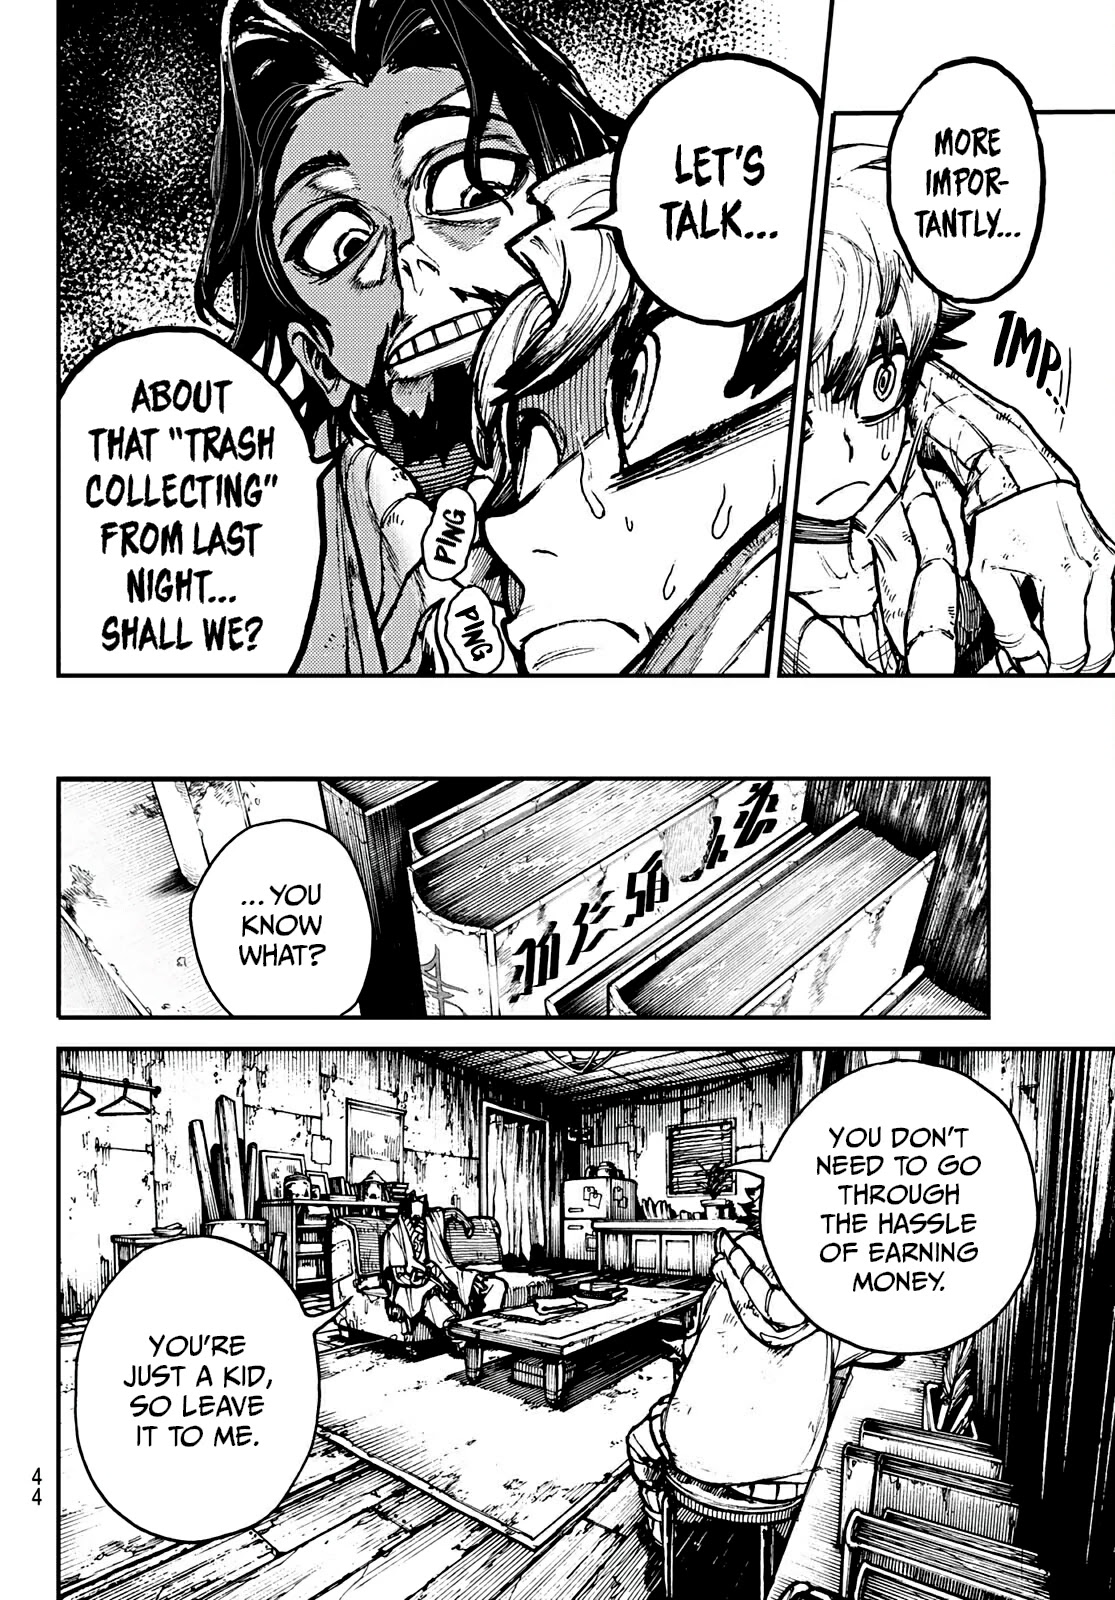 MORE
IMPOR-
TANTLY...
LET'S
TALK...
PING
PING
ABOUT
THAT "TRASH
COLLECTING"
FROM LAST
NIGHT...
SHALL WE?
...YOU
KNOW
WHAT?
YOU DON'T
NEED TO GO
THROUGH
THE HASSLE
OF EARNING
MONEY.
YOU'RE
JUST A KID,
SO LEAVE
IT TO ME.
44